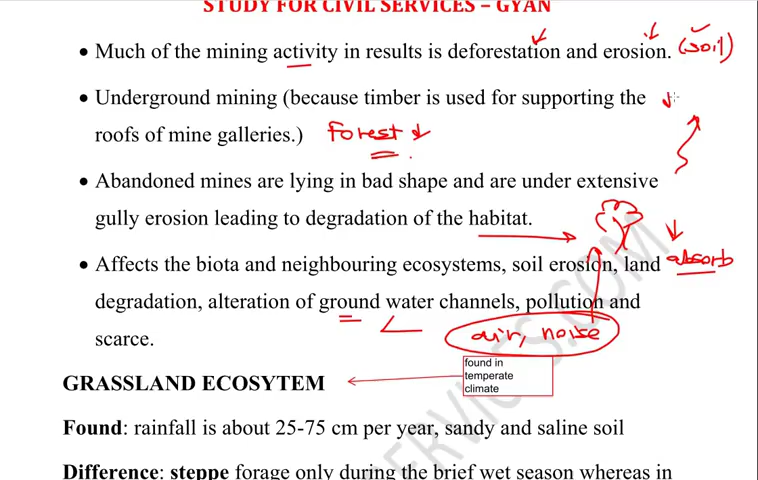 STUDY FOR CIVIL SERVICES – GYAN
• Much of the mining activity in results is deforestation and erosion. (soil)
• Underground mining (because timber is used for supporting the
roofs of mine galleries.) Forest
• Abandoned mines are lying in bad shape and are under extensive
gully erosion leading to degradation of the habitat.
• Affects the biota and neighbouring ecosystems, soil erosion, land absorb
degradation, alteration of ground water channels, pollution and
scarce. air, noise
found in
temperate
climate
GRASSLAND ECOSYTEM
Found: rainfall is about 25-75 cm per year, sandy and saline soil
Difference: steppe forage only during the brief wet season whereas in